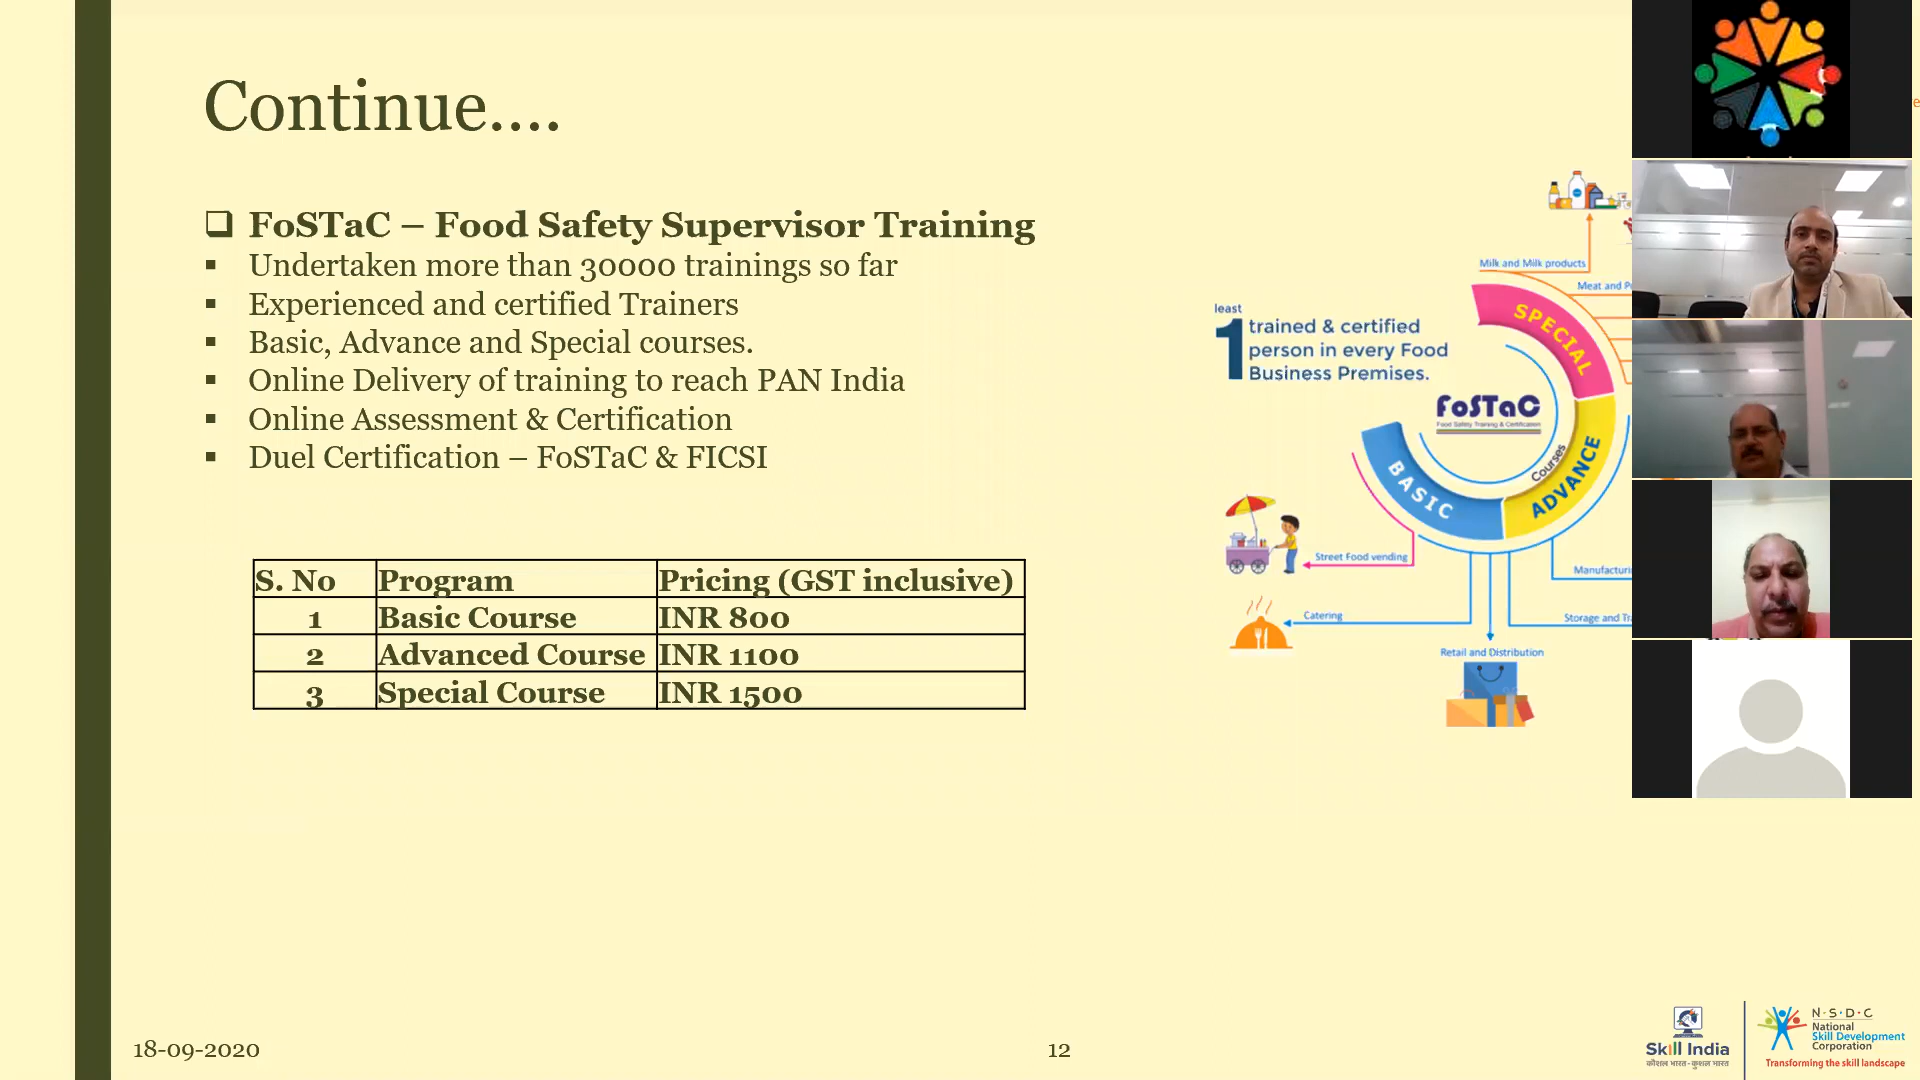 Continue....
❑ FoSTaC – Food Safety Supervisor Training
▪ Undertaken more than 30000 trainings so far
▪ Experienced and certified Trainers
▪ Basic, Advance and Special courses.
▪ Online Delivery of training to reach PAN India
▪ Online Assessment & Certification
▪ Duel Certification – FoSTaC & FICSI
S. No Program Pricing (GST inclusive)
1 Basic Course INR 800
2 Advanced Course INR 1100
3 Special Course INR 1500
least
1 trained & certified
person in every Food
Business Premises.
FoSTaC
Food Safety Training & Certification
Milk and Milk products
SPECIAL
ADVANCE
BASIC
Courses
Street Food vending
Catering
Retail and Distribution
Storage and
18-09-2020
12
Skill India
कौशल भारत - कुशल भारत
N·S·D·C
National
Skill Development
Corporation
Transforming the skill landscape